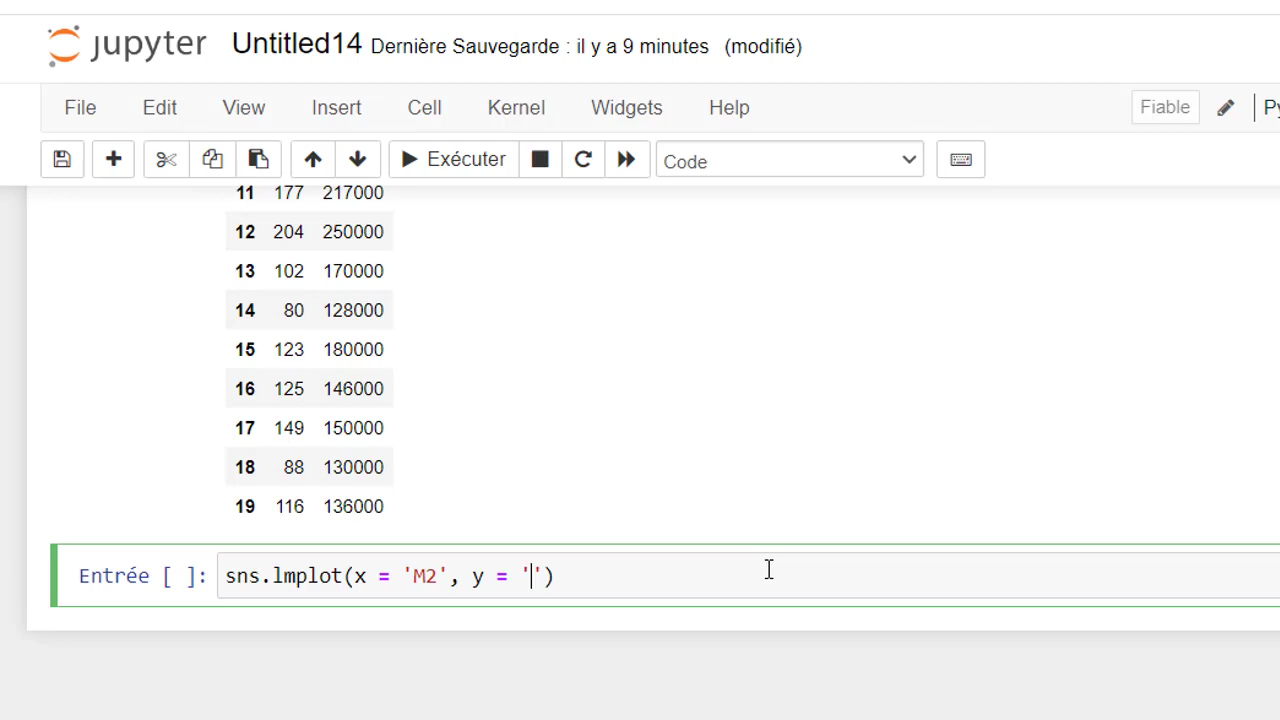 jupyter Untitled14 Dernière Sauvegarde : il y a 9 minutes (modifié)
File Edit View Insert Cell Kernel Widgets Help Fiable Py
Exécuter Code
11 177 217000
12 204 250000
13 102 170000
14 80 128000
15 123 180000
16 125 146000
17 149 150000
18 88 130000
19 116 136000
Entrée [ ]: sns.lmplot(x = 'M2', y = '')